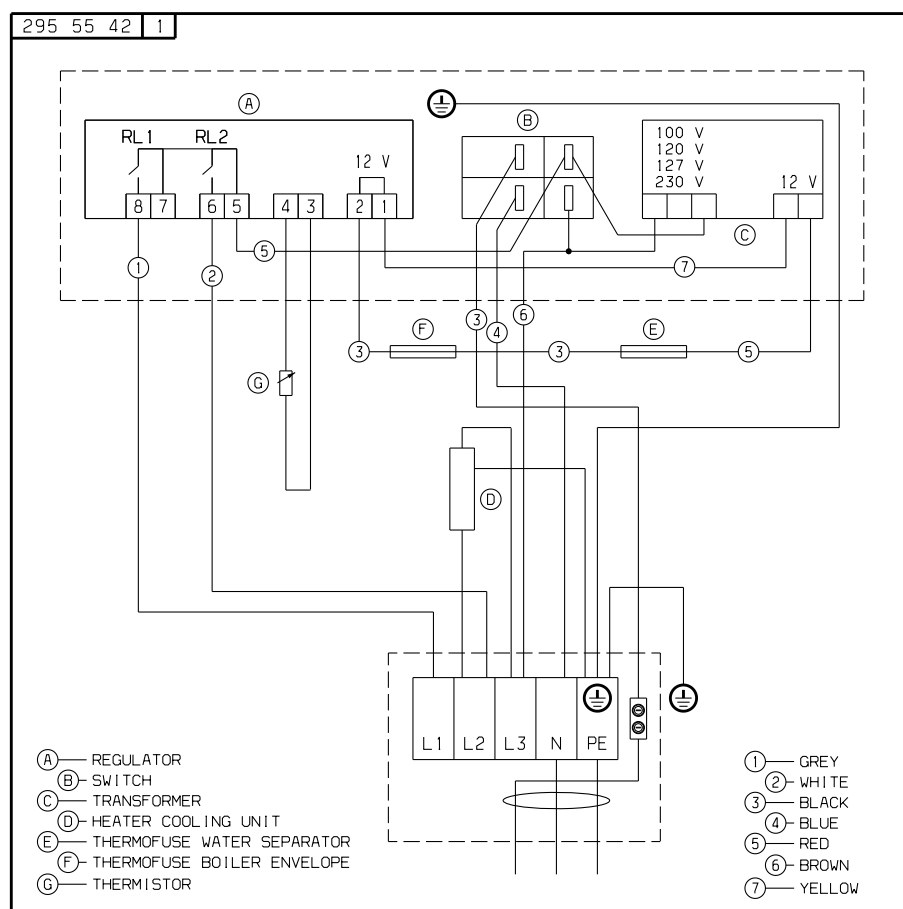 295 55 42 1
A
B
RL1 RL2
12 V
100 V
120 V
127 V
230 V
12 V
8 7 6 5 4 3 2 1
C
5
1
2
7
3
4
6
3
F
3
E
5
G
D
L1 L2 L3 N PE
A REGULATOR
B SWITCH
C TRANSFORMER
D HEATER COOLING UNIT
E THERMOFUSE WATER SEPARATOR
F THERMOFUSE BOILER ENVELOPE
G THERMISTOR
1 GREY
2 WHITE
3 BLACK
4 BLUE
5 RED
6 BROWN
7 YELLOW